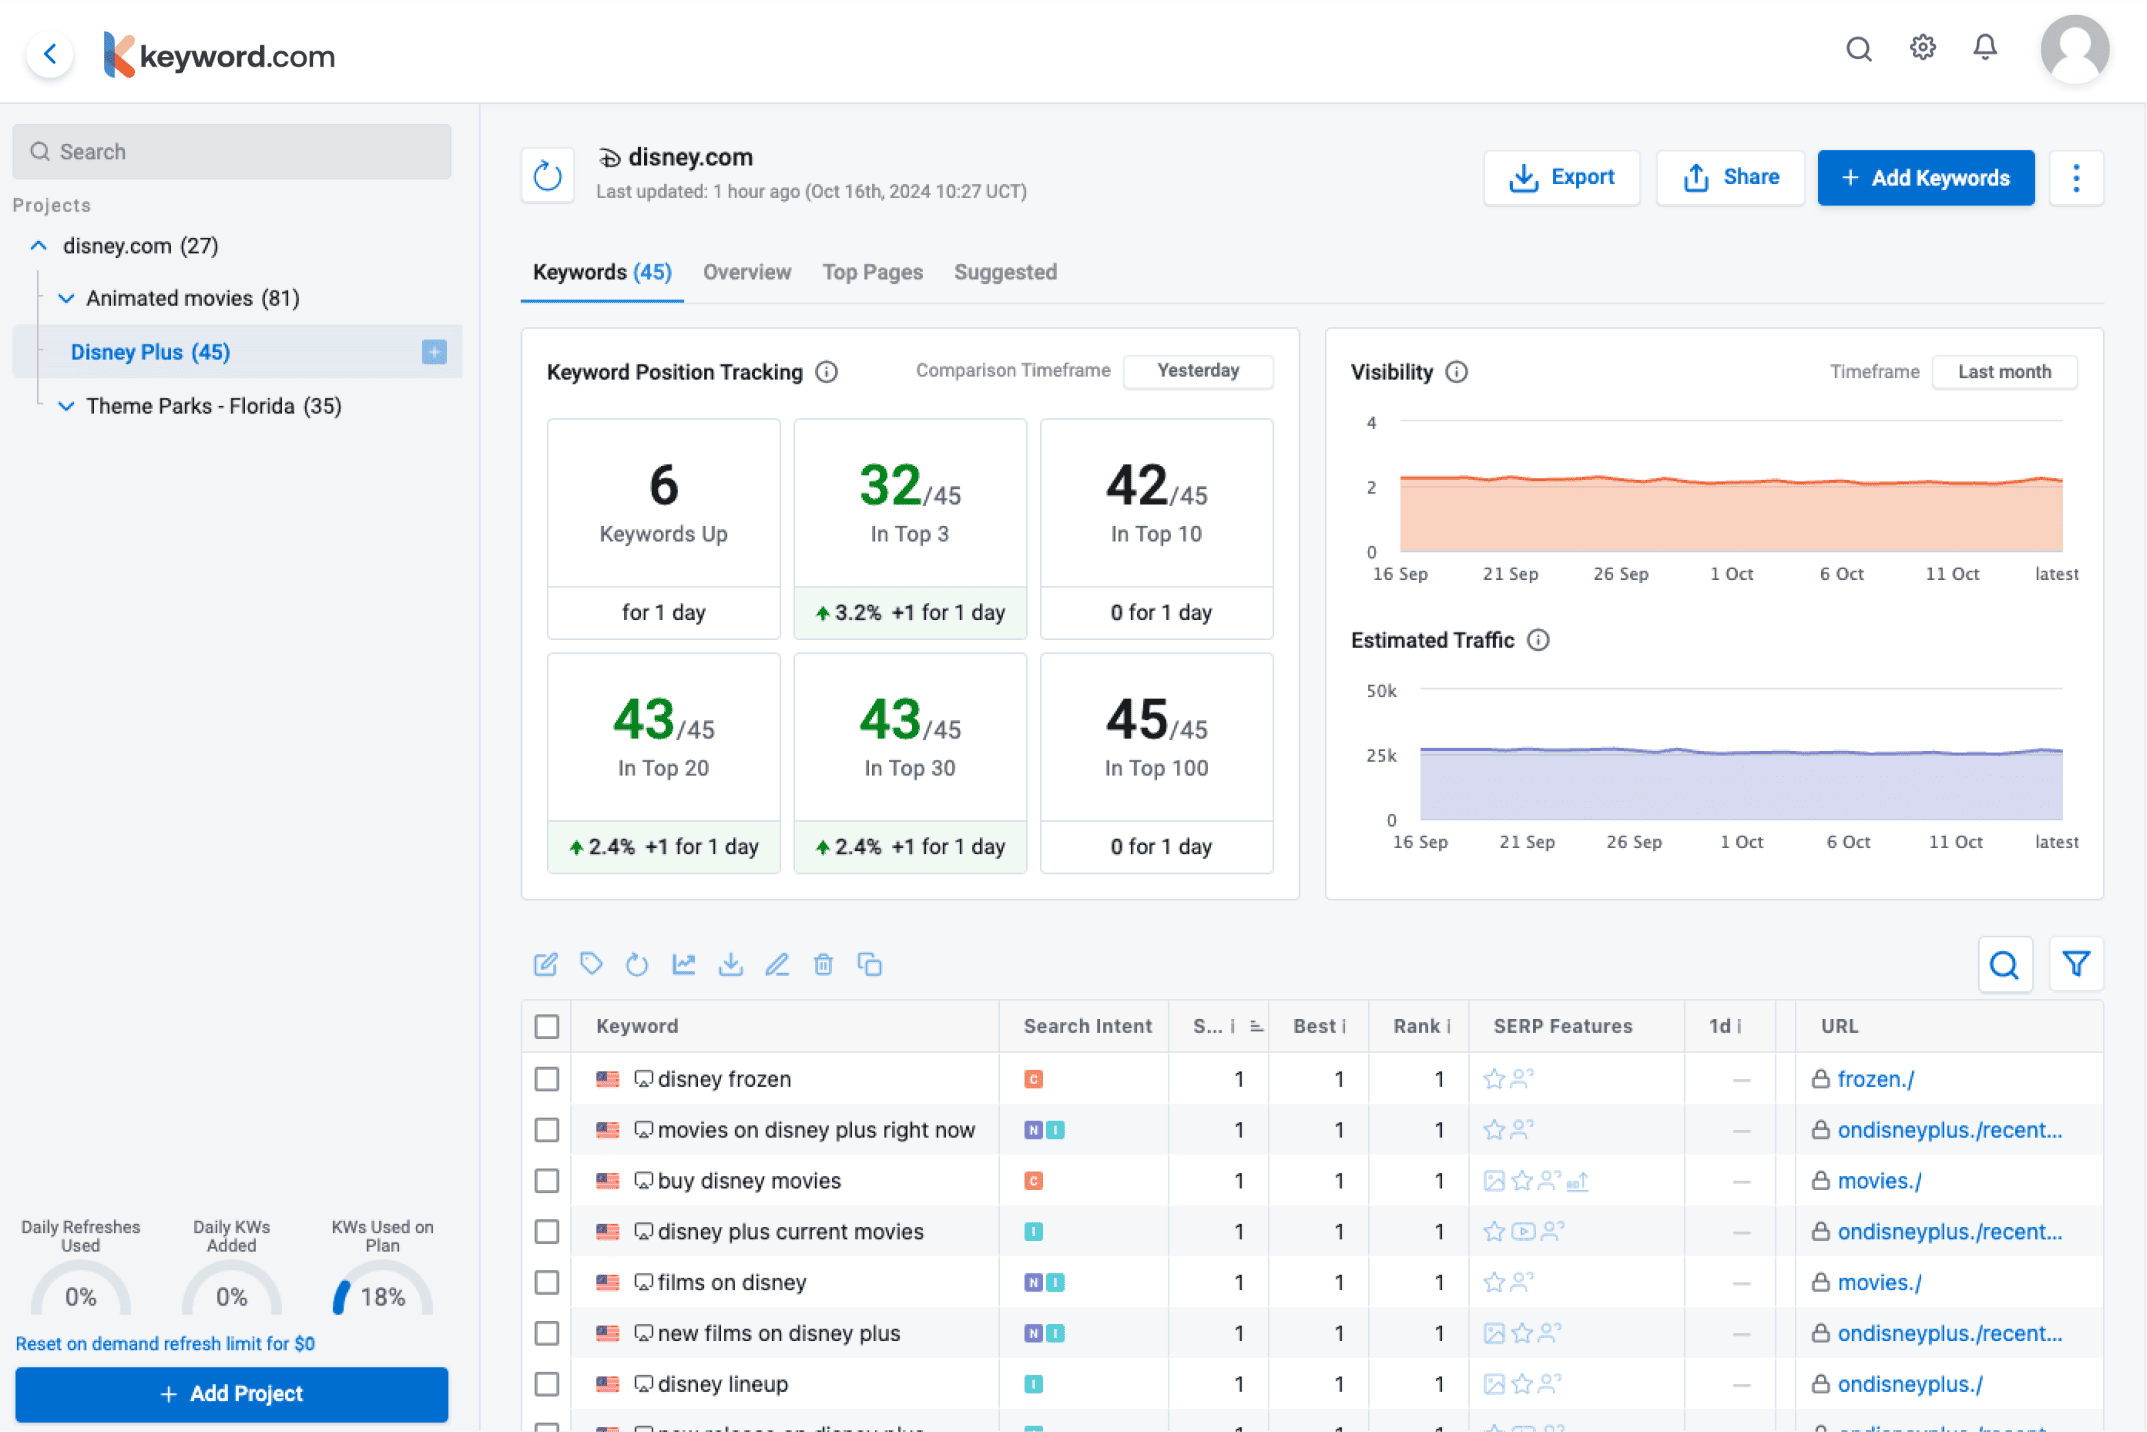 keyword.com
Search
Projects
disney.com (27)
Animated movies (81)
Disney Plus (45)
Theme Parks - Florida (35)
Daily Refreshes Used
Daily KWs Added
KWs Used on Plan
0%
0%
18%
Reset on demand refresh limit for $0
+ Add Project
disney.com
Last updated: 1 hour ago (Oct 16th, 2024 10:27 UCT)
Export
Share
+ Add Keywords
Keywords (45)
Overview
Top Pages
Suggested
Keyword Position Tracking
Comparison Timeframe
Yesterday
6
Keywords Up
for 1 day
32/45
In Top 3
3.2% +1 for 1 day
42/45
In Top 10
0 for 1 day
43/45
In Top 20
2.4% +1 for 1 day
43/45
In Top 30
2.4% +1 for 1 day
45/45
In Top 100
0 for 1 day
Visibility
Timeframe
Last month
4
2
0
16 Sep 21 Sep 26 Sep 1 Oct 6 Oct 11 Oct latest
Estimated Traffic
50k
25k
0
16 Sep 21 Sep 26 Sep 1 Oct 6 Oct 11 Oct latest
Keyword Search Intent S... i Best i Rank i SERP Features 1d i URL
disney frozen C 1 1 1 — frozen./
movies on disney plus right now N I 1 1 1 — ondisneyplus./recent...
buy disney movies C 1 1 1 — movies./
disney plus current movies I 1 1 1 — ondisneyplus./recent...
films on disney N I 1 1 1 — movies./
new films on disney plus N I 1 1 1 — ondisneyplus./recent...
disney lineup I 1 1 1 — ondisneyplus./